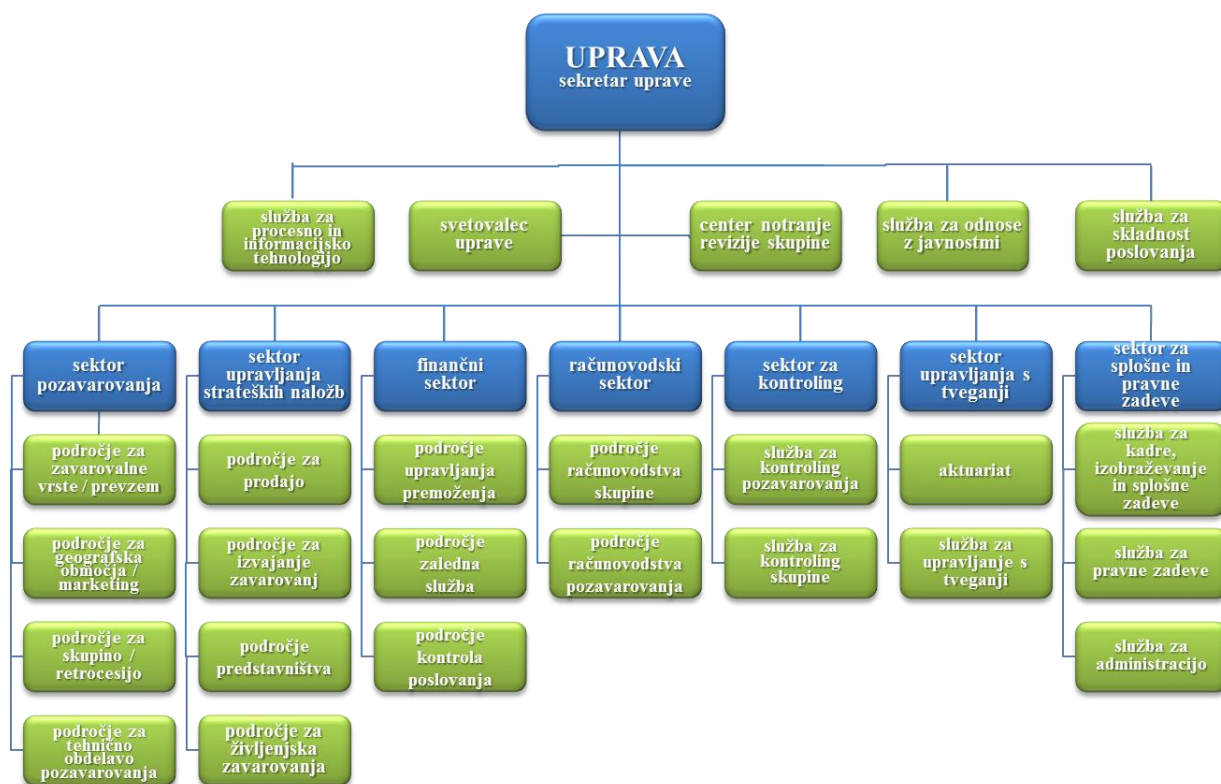 UPRAVA
sekretar uprave
služba za
procesno in
informacijsko
tehnologijo
svetovalec
uprave
center notranje
revizije skupine
služba za odnose
z javnostmi
služba za
skladnost
poslovanja
sektor
pozavarovanja
sektor
upravljanja
strateških naložb
finančni
sektor
računovodski
sektor
sektor za
kontroling
sektor
upravljanja s
tveganji
sektor za
splošne in
pravne
zadeve
področje za
zavarovalne
vrste / prevzem
področje za
prodajo
področje
upravljanja
premoženja
področje
računovodstva
skupine
služba za
kontroling
pozavarovanja
aktuariat
služba za
kadre,
izobraževanje
in splošne
zadeve
področje za
geografska
območja /
marketing
področje za
izvajanje
zavarovanj
področje
zaledna
služba
področje
računovodstva
pozavarovanja
služba za
kontroling
skupine
služba za
upravljanje s
tveganji
služba za
pravne zadeve
področje za
skupino /
retrocesijo
področje
predstavništva
področje
kontrola
poslovanja
služba za
administracijo
področje za
tehnično
obdelavo
pozavarovanja
področje za
življenjska
zavarovanja